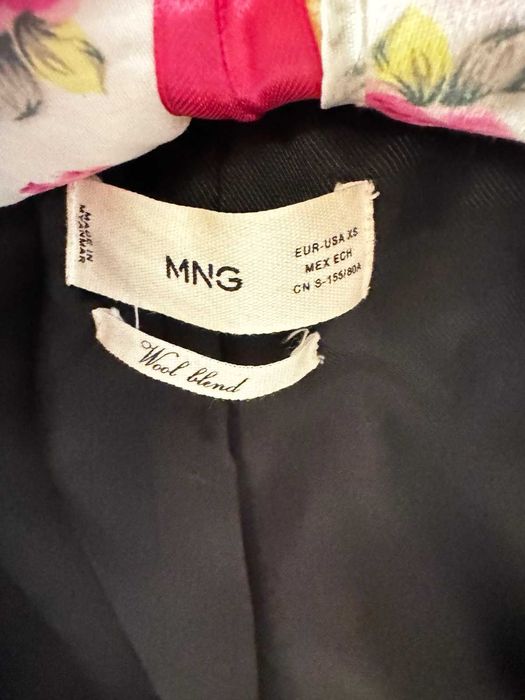 MADE IN
MYANMAR
MNG
EUR-USA XS
MEX ECH
CN S-155/80A
Wool blend